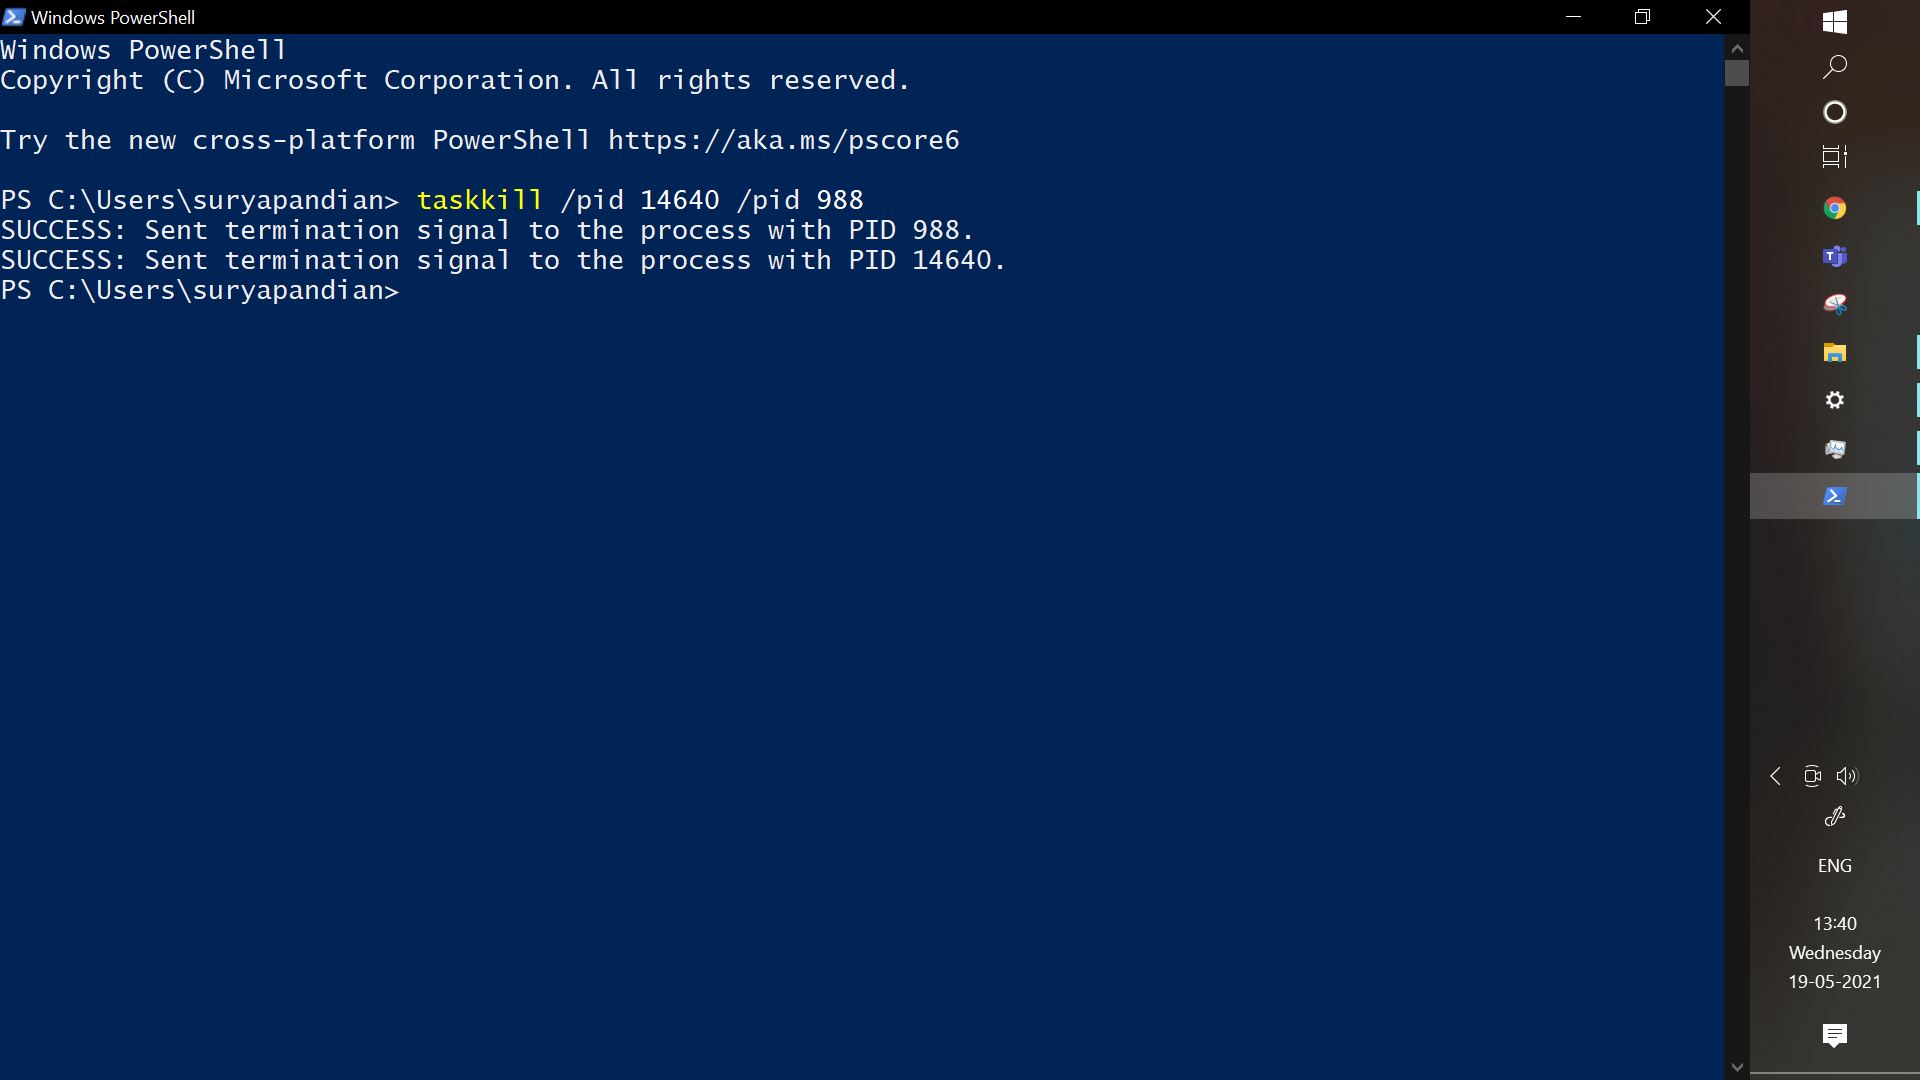 Windows PowerShell
Windows PowerShell
Copyright (C) Microsoft Corporation. All rights reserved.
Try the new cross-platform PowerShell https://aka.ms/pscore6
PS C:\Users\suryapandian> taskkill /pid 14640 /pid 988
SUCCESS: Sent termination signal to the process with PID 988.
SUCCESS: Sent termination signal to the process with PID 14640.
PS C:\Users\suryapandian>
ENG
13:40
Wednesday
19-05-2021